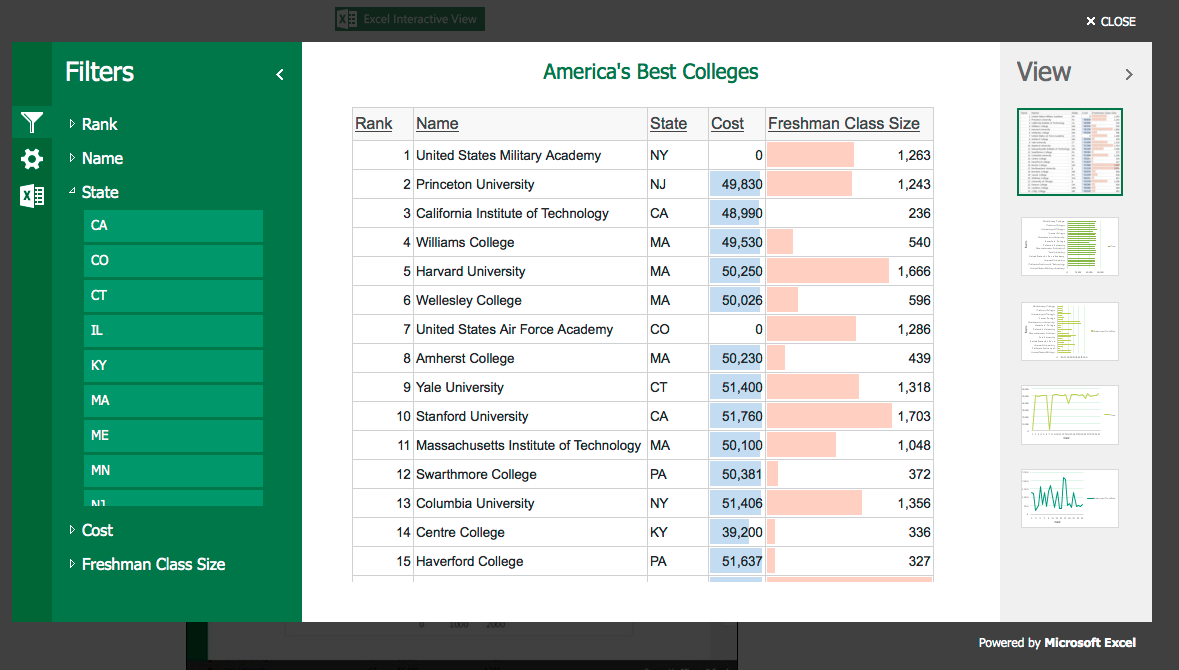 Excel Interactive View
CLOSE
Filters
America's Best Colleges
View
Rank
Name
State
CA
CO
CT
IL
KY
MA
ME
MN
NJ
Cost
Freshman Class Size
Rank Name State Cost Freshman Class Size
1 United States Military Academy NY 0 1,263
2 Princeton University NJ 49,830 1,243
3 California Institute of Technology CA 48,990 236
4 Williams College MA 49,530 540
5 Harvard University MA 50,250 1,666
6 Wellesley College MA 50,026 596
7 United States Air Force Academy CO 0 1,286
8 Amherst College MA 50,230 439
9 Yale University CT 51,400 1,318
10 Stanford University CA 51,760 1,703
11 Massachusetts Institute of Technology MA 50,100 1,048
12 Swarthmore College PA 50,381 372
13 Columbia University NY 51,406 1,356
14 Centre College KY 39,200 336
15 Haverford College PA 51,637 327
0 1000 2000
Powered by Microsoft Excel